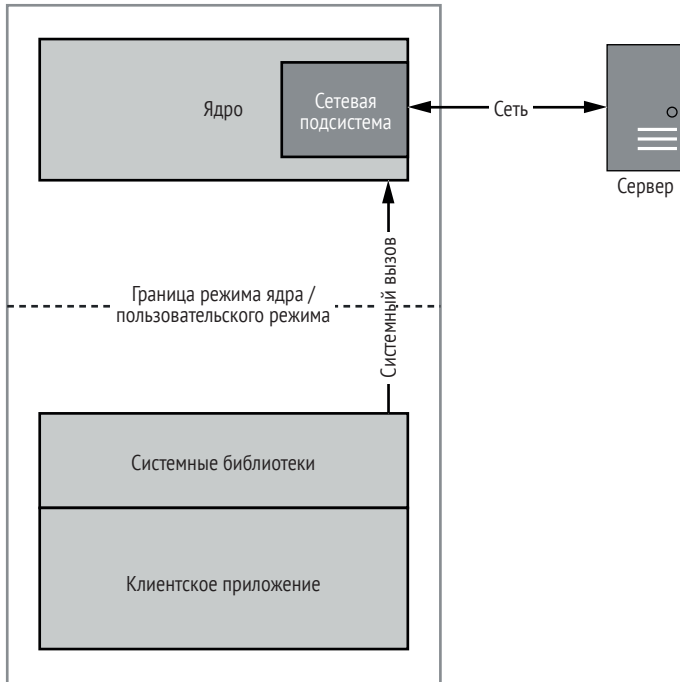 Ядро
Сетевая
подсистема
Сеть
Сервер
Системный вызов
Граница режима ядра /
пользовательского режима
Системные библиотеки
Клиентское приложение